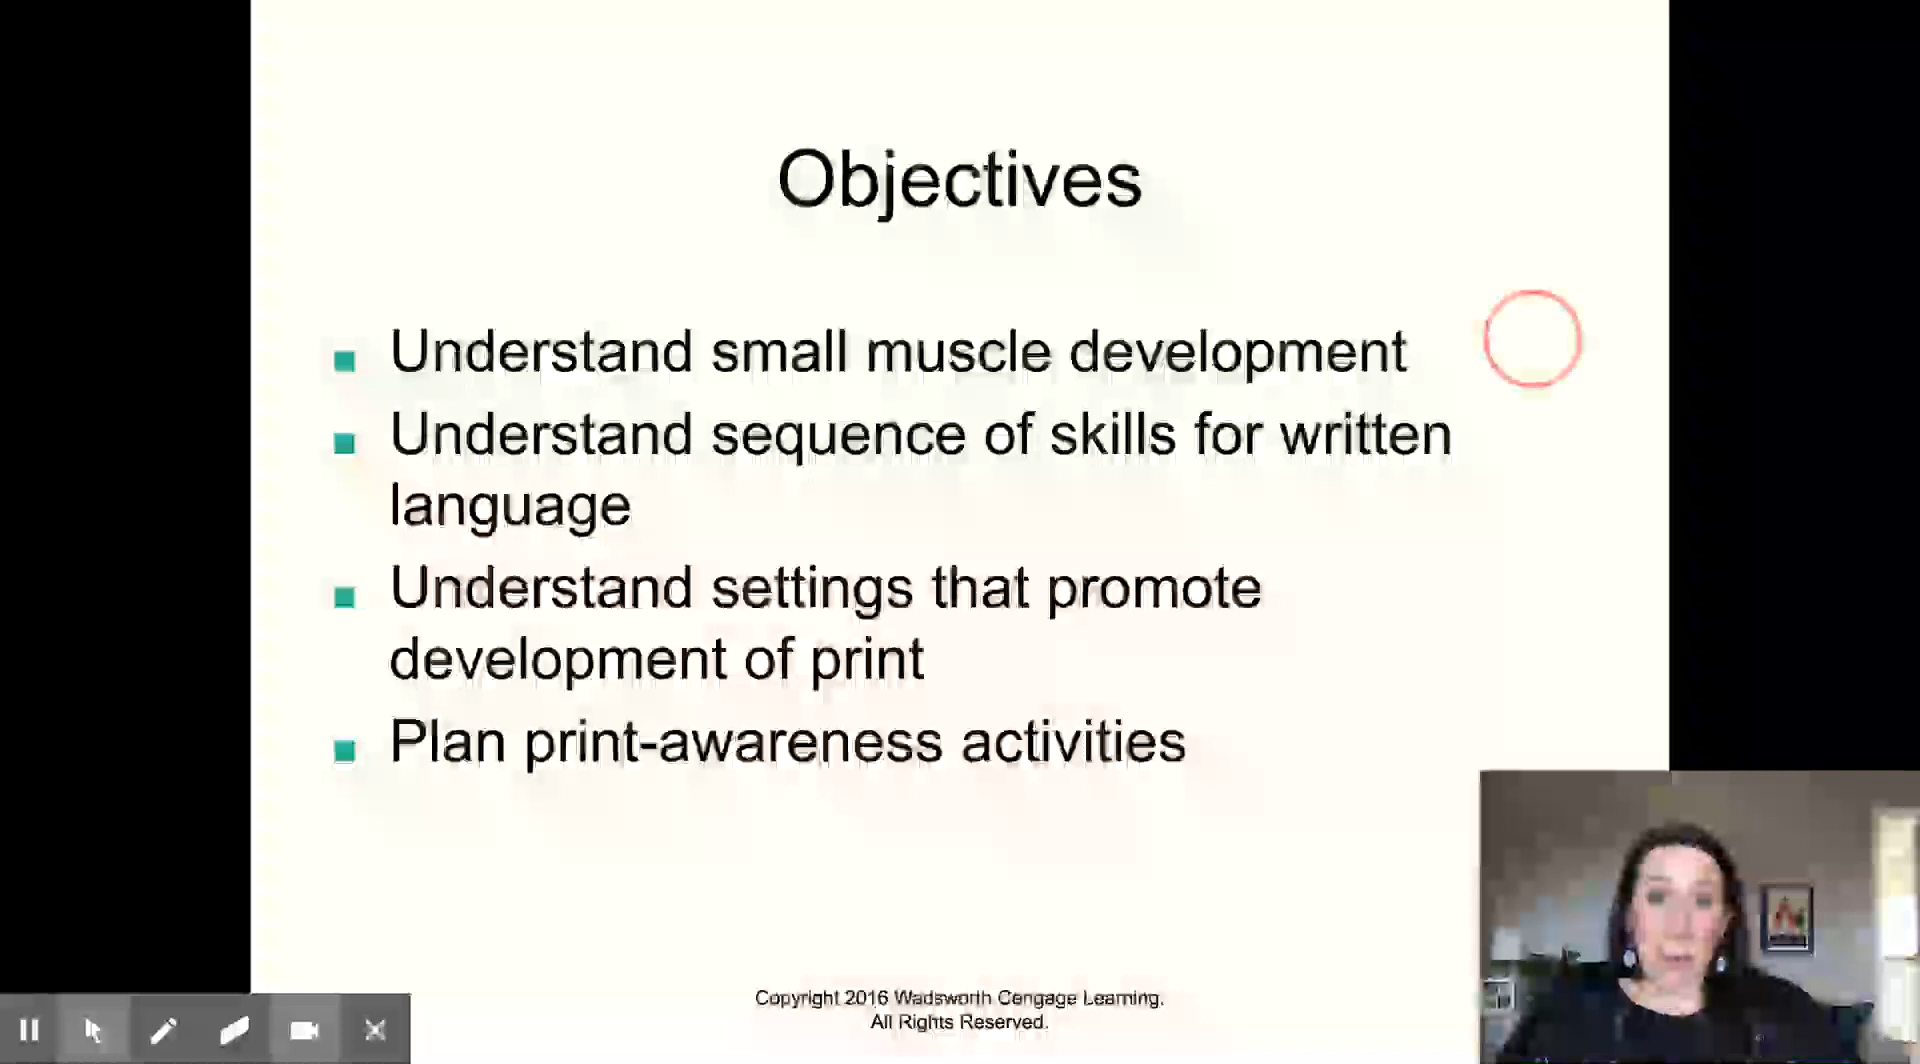 Objectives
Understand small muscle development
Understand sequence of skills for written
language
Understand settings that promote
development of print
Plan print-awareness activities
Copyright 2016 Wadsworth Cengage Learning.
All Rights Reserved.